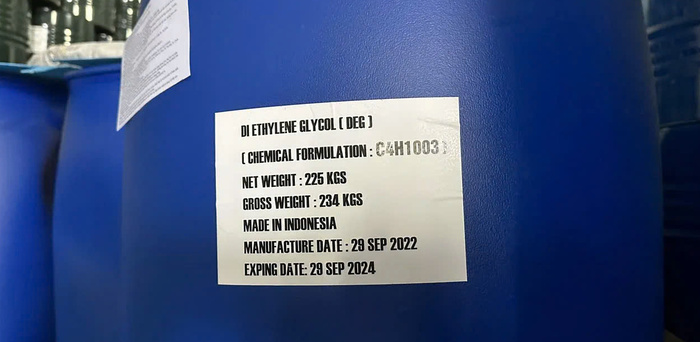 DI ETHYLENE GLYCOL ( DEG )
( CHEMICAL FORMULATION : C4H1003 )
NET WEIGHT : 225 KGS
GROSS WEIGHT : 234 KGS
MADE IN INDONESIA
MANUFACTURE DATE : 29 SEP 2022
EXPING DATE: 29 SEP 2024